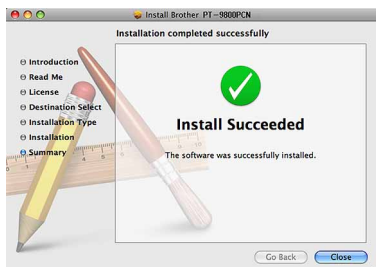 Install Brother PT-9800PCN
Installation completed successfully
Introduction
Read Me
License
Destination Select
Installation Type
Installation
Summary
Install Succeeded
The software was successfully installed.
Go Back
Close